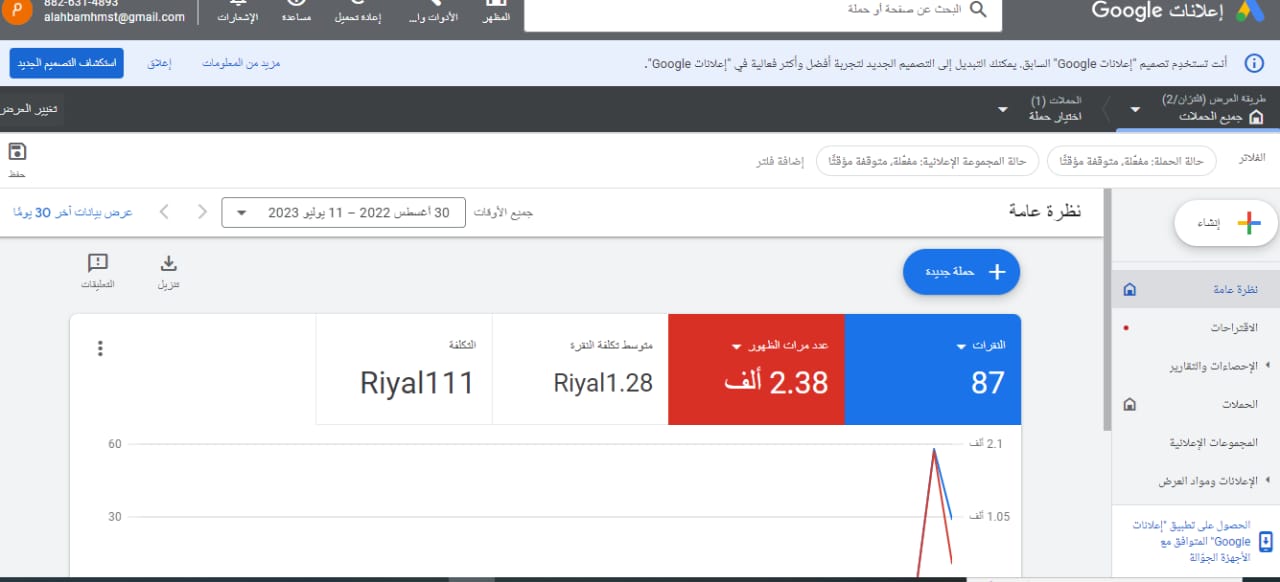 إعلانات Google
البحث عن صفحة أو حملة
المظهر
الأدوات وا...
إعادة تحميل
مساعدة
الإشعارات
882-631-4893
alahbamhmst@gmail.com
P
أنت تستخدم تصميم "إعلانات Google" السابق. يمكنك التبديل إلى التصميم الجديد لتجربة أفضل وأكثر فعالية في "إعلانات Google".
مزيد من المعلومات
إغلاق
استكشاف التصميم الجديد
طريقة العرض (فلتران/2)
جميع الحملات
الحملات (1)
اختيار حملة
تغيير العرض
الفلاتر
حالة الحملة: مفعّلة، متوقفة مؤقتًا
حالة المجموعة الإعلانية: مفعّلة، متوقفة مؤقتًا
إضافة فلتر
حفظ
إنشاء
نظرة عامة
الاقتراحات
الإحصاءات والتقارير
الحملات
المجموعات الإعلانية
الإعلانات ومواد العرض
الحصول على تطبيق "إعلانات
Google" المتوافق مع
الأجهزة الجوّالة
نظرة عامة
جميع الأوقات
30 أغسطس 2022 – 11 يوليو 2023
عرض بيانات آخر 30 يومًا
حملة جديدة
تنزيل
التعليقات
النقرات
87
عدد مرات الظهور
2.38 ألف
متوسط تكلفة النقرة
Riyal1.28
التكلفة
Riyal111
2.1 ألف
60
1.05 ألف
30